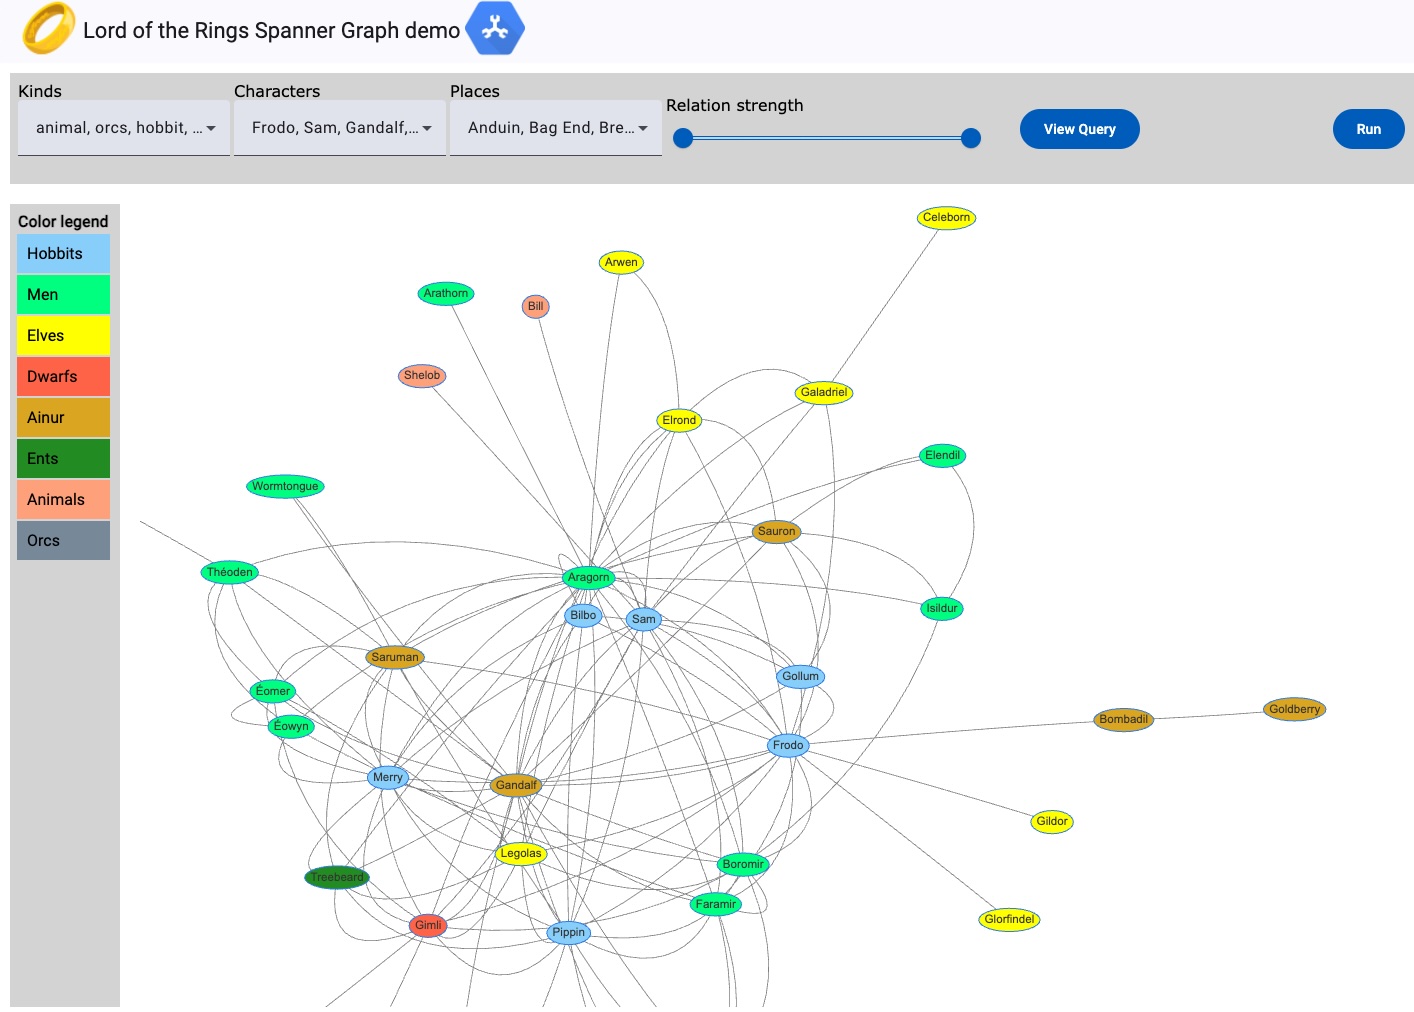 Lord of the Rings Spanner Graph demo
Kinds
Characters
Places
Relation strength
animal, orcs, hobbit, ...
Frodo, Sam, Gandalf,...
Anduin, Bag End, Bre...
View Query
Run
Color legend
Hobbits
Men
Elves
Dwarfs
Ainur
Ents
Animals
Orcs
Celeborn
Arwen
Arathorn
Bill
Shelob
Galadriel
Elrond
Elendil
Wormtongue
Sauron
Théoden
Aragorn
Isildur
Bilbo
Sam
Saruman
Gollum
Éomer
Goldberry
Bombadil
Éowyn
Frodo
Merry
Gandalf
Gildor
Legolas
Boromir
Treebeard
Faramir
Glorfindel
Gimli
Pippin